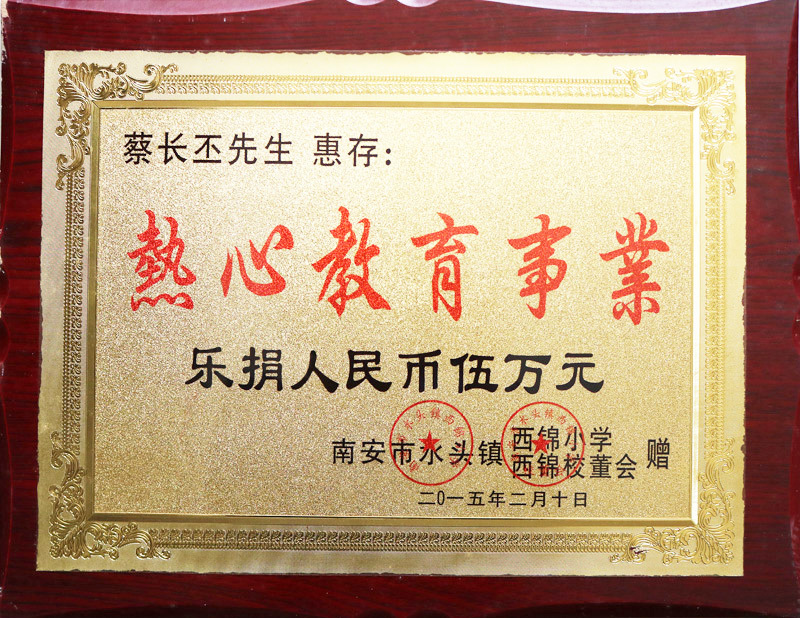 蔡长丕先生 惠存:
熱心教育事業
乐捐人民币伍万元
南安市水头镇 西锦小学 赠
西锦校董会
二0一五年二月十日